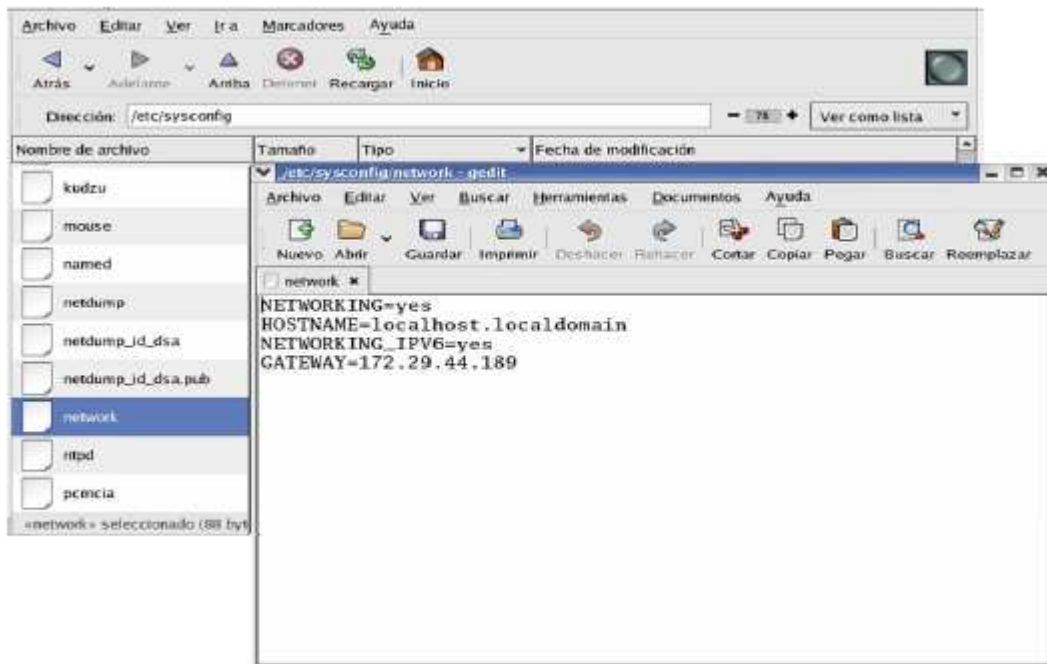 Archivo Editar Ver Ir a Marcadores Ayuda
Atrás Adelante Arriba Detener Recargar Inicio
Dirección: /etc/sysconfig - 78 + Ver como lista
Nombre de archivo Tamaño Tipo Fecha de modificación
kudzu
mouse
named
netdump
netdump_id_dsa
netdump_id_dsa.pub
network
ntpd
pcmcia
«network» seleccionado (88 byt
/etc/sysconfig/network - gedit
Archivo Editar Ver Buscar Herramientas Documentos Ayuda
Nuevo Abrir Guardar Imprimir Deshacer Rehacer Cortar Copiar Pegar Buscar Reemplazar
network
NETWORKING=yes
HOSTNAME=localhost.localdomain
NETWORKING_IPV6=yes
GATEWAY=172.29.44.189